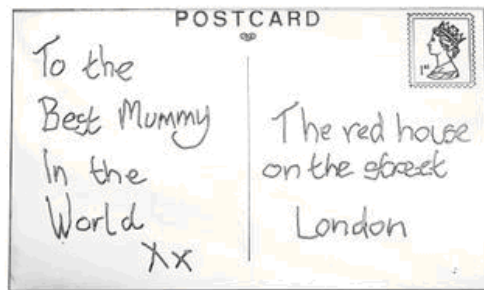 POSTCARD
1st
To the
Best Mummy
In the
World
xx
The red house
on the street
London